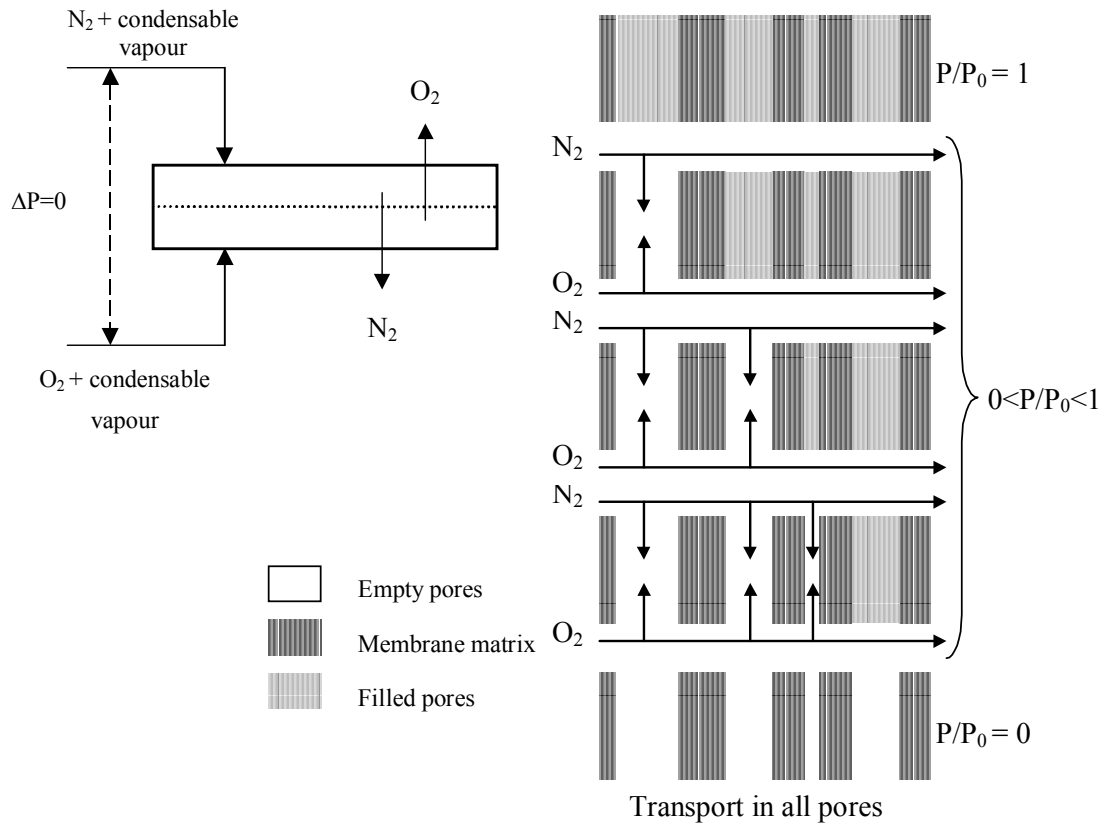 N₂ + condensable
vapour
O₂
ΔP=0
N₂
O₂ + condensable
vapour
Empty pores
Membrane matrix
Filled pores
P/P₀ = 1
N₂
O₂
N₂
O₂
N₂
O₂
0<P/P₀<1
P/P₀ = 0
Transport in all pores